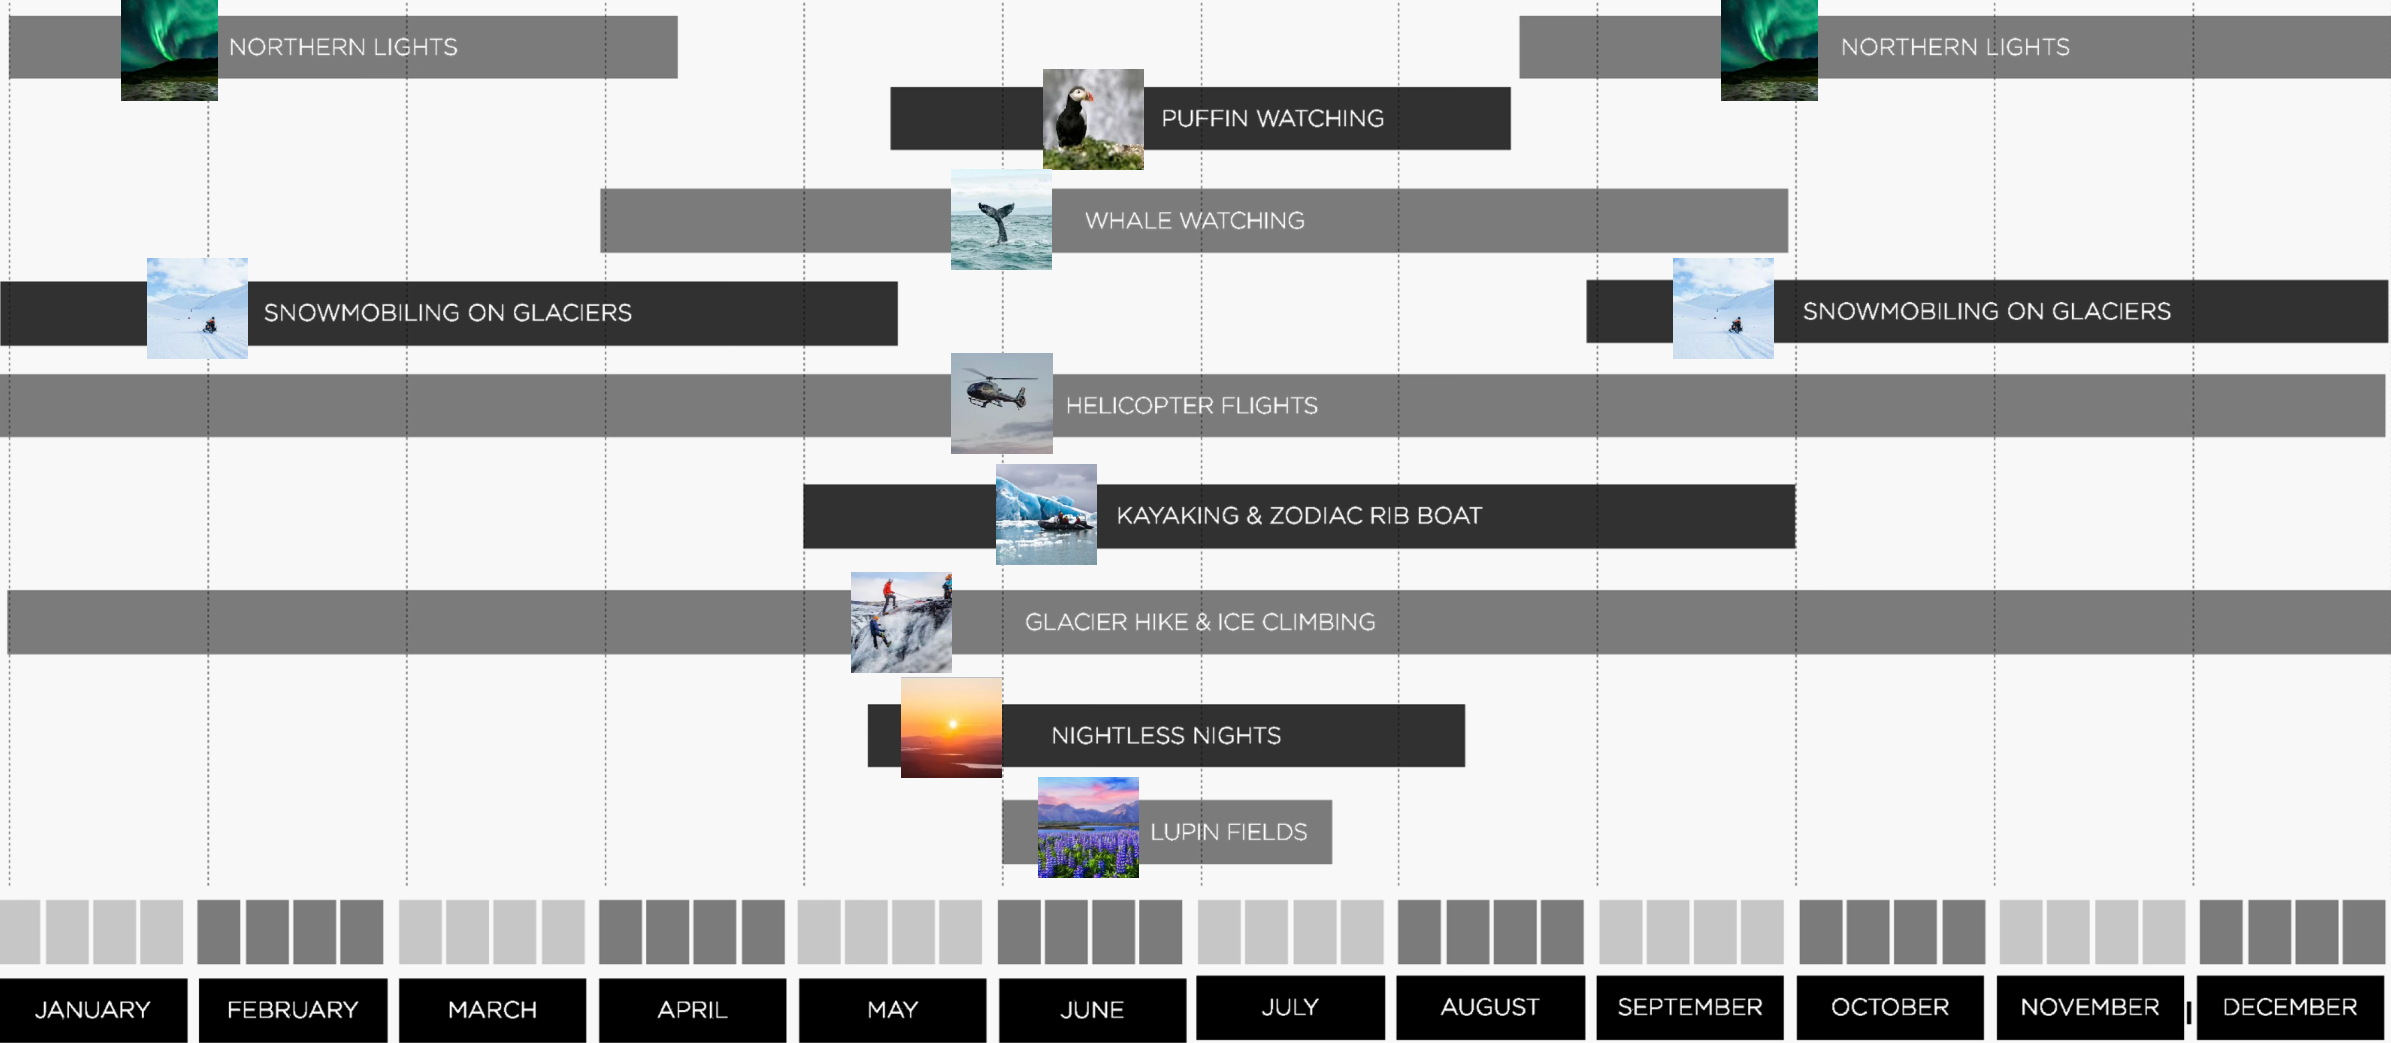 NORTHERN LIGHTS
NORTHERN LIGHTS
PUFFIN WATCHING
WHALE WATCHING
SNOWMOBILING ON GLACIERS
SNOWMOBILING ON GLACIERS
HELICOPTER FLIGHTS
KAYAKING & ZODIAC RIB BOAT
GLACIER HIKE & ICE CLIMBING
NIGHTLESS NIGHTS
LUPIN FIELDS
JANUARY
FEBRUARY
MARCH
APRIL
MAY
JUNE
JULY
AUGUST
SEPTEMBER
OCTOBER
NOVEMBER
DECEMBER